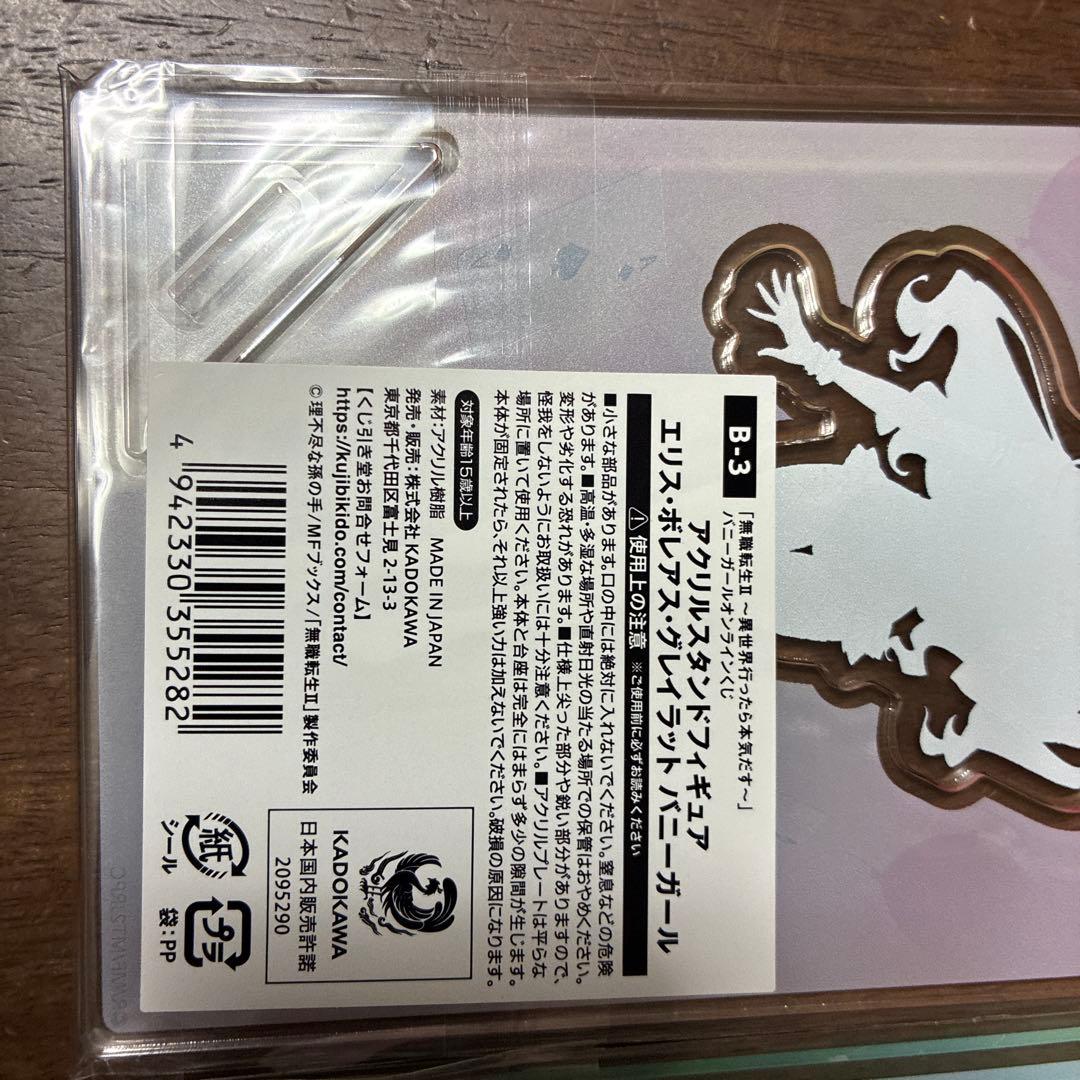 B-3
「無職転生Ⅱ ～異世界行ったら本気だす～」
バニーガールオンラインくじ
アクリルスタンドフィギュア
エリス・ボレアス・グレイラット バニーガール
使用上の注意 ※ご使用前に必ずお読みください
■小さな部品があります。口の中には絶対に入れないでください。窒息などの危険
があります。■高温・多湿な場所や直射日光の当たる場所での保管はおやめください。
変形や劣化する恐れがあります。■仕様上尖った部分や鋭い部分がありますので、
怪我をしないようにお取扱いには十分注意ください。■アクリルプレートは平らな
場所に置いて使用ください。本体と台座は完全にはまらず多少の隙間が生じます。
本体が固定されたら、それ以上強い力は加えないでください。破損の原因になります。
対象年齢15歳以上
素材:アクリル樹脂 MADE IN JAPAN
発売・販売:株式会社 KADOKAWA
東京都千代田区富士見 2-13-3
【くじ引き堂お問合せフォーム】
https://kujibikido.com/contact/
©理不尽な孫の手/MFブックス/「無職転生Ⅱ」製作委員会
4 942330 355282
KADOKAWA
日本国内販売許諾
2095290
紙
シール
プラ
袋:PP
A